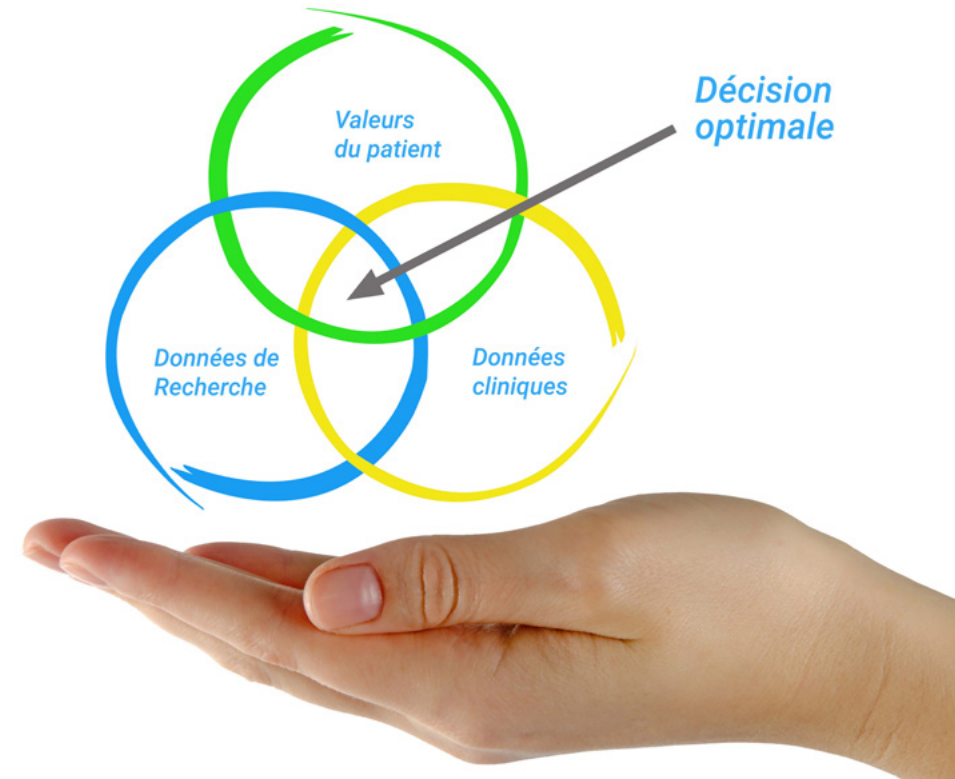 Décision
optimale
Valeurs
du patient
Données de
Recherche
Données
cliniques